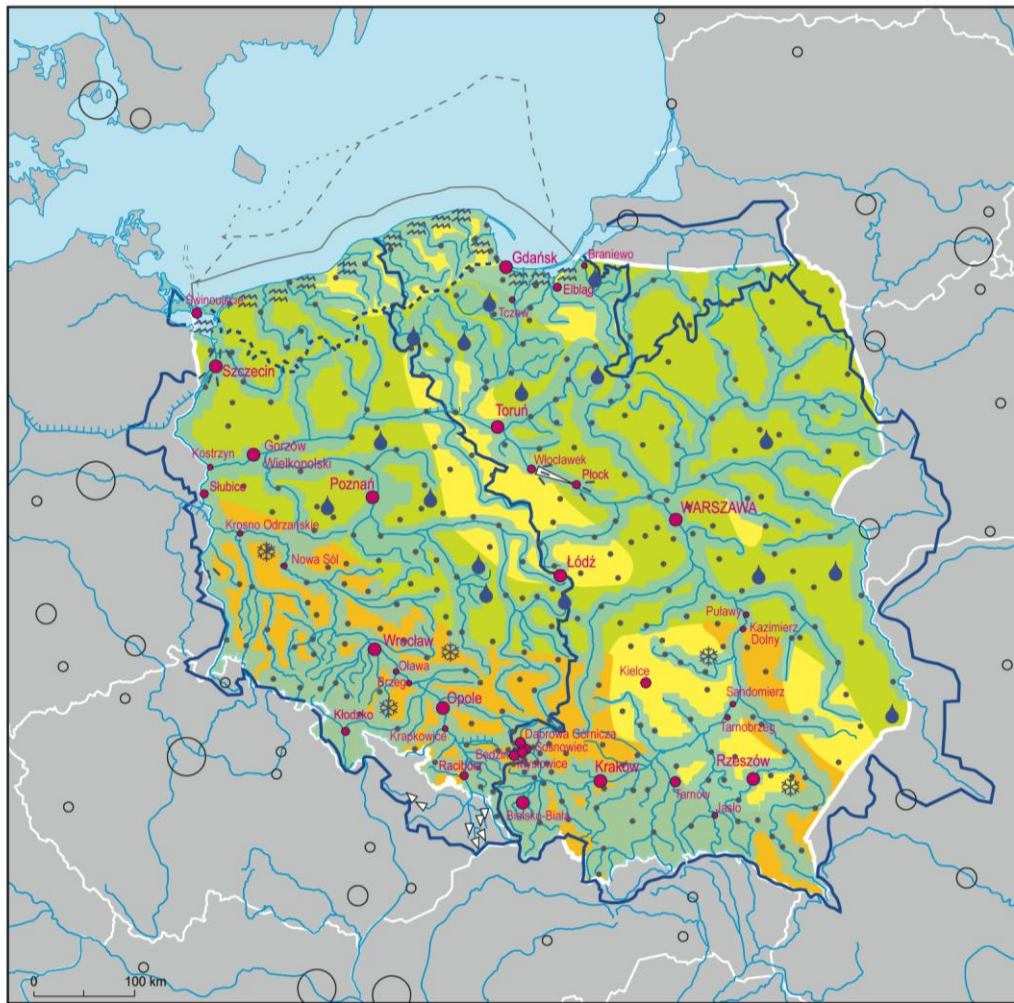 Gdańsk
Braniewo
Elbląg
Tczew
Świnoujście
Szczecin
Toruń
Włocławek
Płock
Kostrzyn
Gorzów
Wielkopolski
Słubice
Poznań
WARSZAWA
Krosno Odrzańskie
Nowa Sól
Łódź
Puławy
Kazimierz
Dolny
Wrocław
Oława
Brzeg
Opole
Kielce
Sandomierz
Tarnobrzeg
Kłodzko
Krapkowice
Dąbrowa Górnicza
Sosnowiec
Będzin
Mysłowice
Racibórz
Kraków
Tarnów
Rzeszów
Bielsko-Biała
Jasło
0 100 km